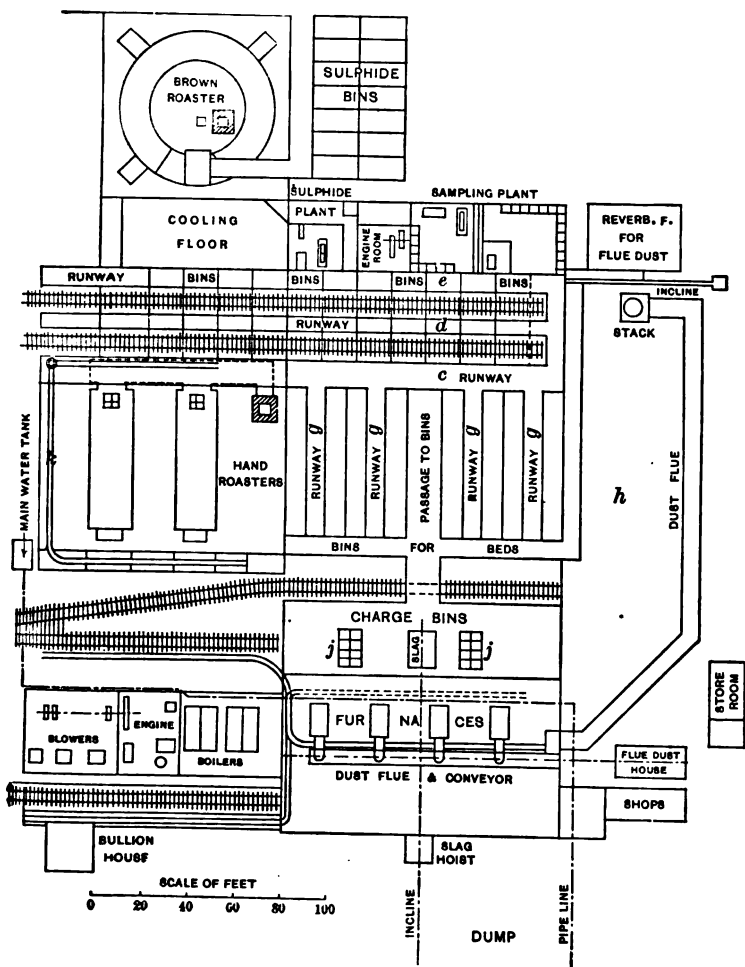 BROWN
ROASTER
SULPHIDE
BINS
SULPHIDE
PLANT
SAMPLING PLANT
COOLING
FLOOR
ENGINE
ROOM
REVERB. F.
FOR
FLUE DUST
RUNWAY BINS BINS BINS e BINS
INCLINE
RUNWAY d
STACK
c RUNWAY
MAIN WATER TANK
HAND
ROASTERS
RUNWAY g
RUNWAY g
PASSAGE TO BINS
RUNWAY g
RUNWAY g
h
DUST FLUE
BINS FOR BEDS
CHARGE BINS
j
SLAG
j
STORE
ROOM
BLOWERS
ENGINE
BOILERS
FUR NA CES
DUST FLUE & CONVEYOR
FLUE DUST
HOUSE
SHOPS
BULLION
HOUSE
SLAG
HOIST
SCALE OF FEET
0 20 40 60 80 100
INCLINE
DUMP
PIPE LINE